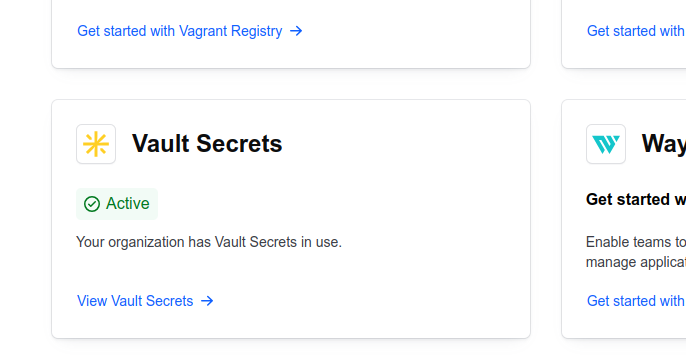 Get started with Vagrant Registry
Get started with
Vault Secrets
Active
Your organization has Vault Secrets in use.
View Vault Secrets
Way
Get started w
Enable teams to
manage applicat
Get started with